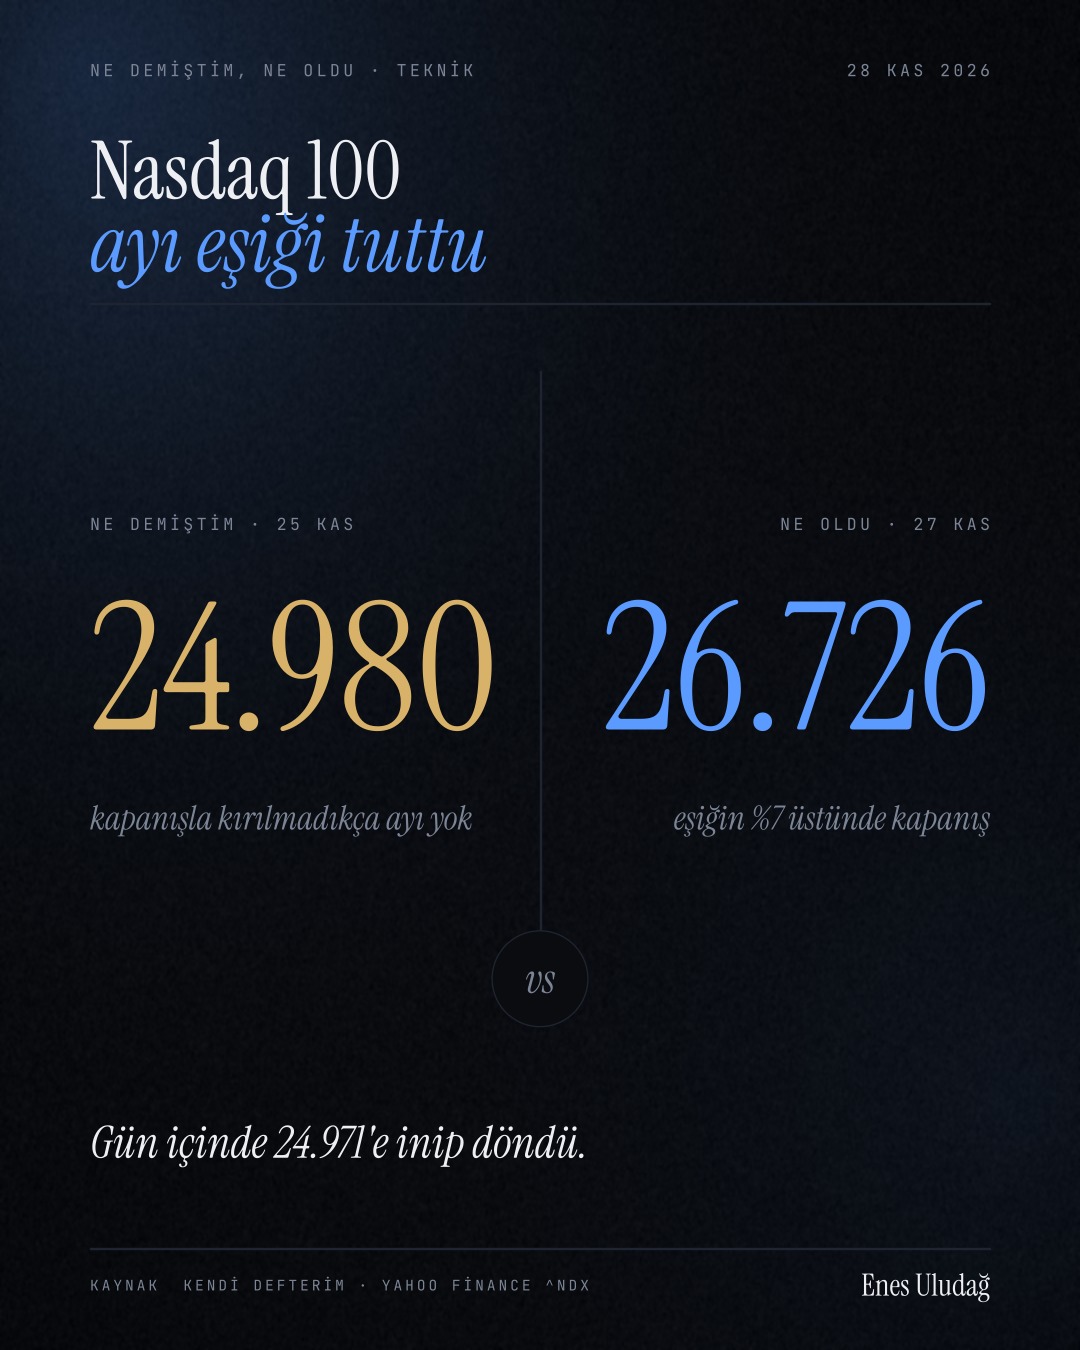 NE DEMİŞTİM, NE OLDU · TEKNİK
28 KAS 2026
Nasdaq 100
ayı eşiği tuttu
NE DEMİŞTİM · 25 KAS
24.980
kapanışla kırılmadıkça ayı yok
NE OLDU · 27 KAS
26.726
eşiğin %7 üstünde kapanış
vs
Gün içinde 24.971'e inip döndü.
KAYNAK KENDİ DEFTERİM · YAHOO FİNANCE ^NDX
Enes Uludağ